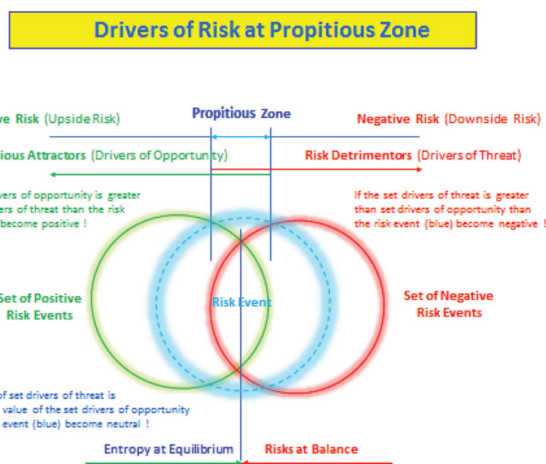 Drivers of Risk at Propitious Zone
Risk (Upside Risk)
Propitious Zone
Negative Risk (Downside Risk)
Attractors (Drivers of Opportunity)
Risk Detrimentors (Drivers of Threat)
of opportunity is greater
of threat than the risk
become positive !
If the set drivers of threat is greater
than set drivers of opportunity than
the risk event (blue) become negative !
Set of Positive
Risk Events
Risk Event
Set of Negative
Risk Events
of set drivers of threat is
value of the set drivers of opportunity
event (blue) become neutral !
Entropy at Equilibrium
Risks at Balance